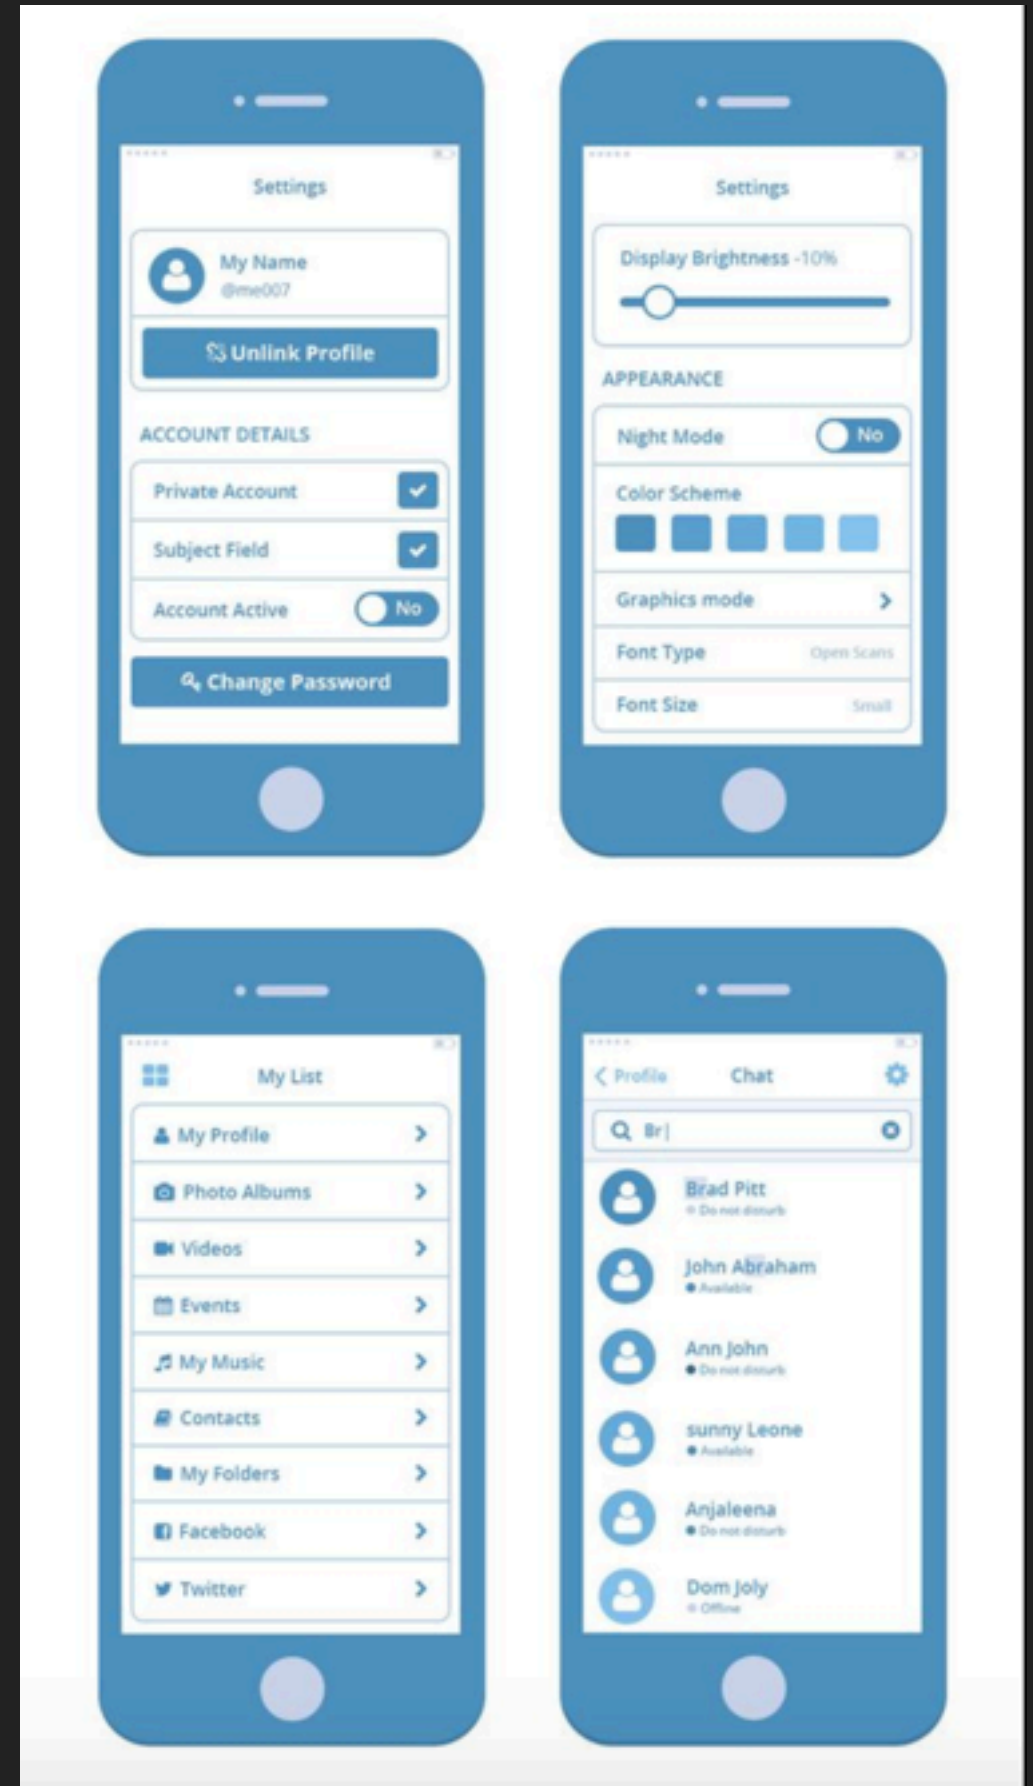 Settings
My Name
@me007
Unlink Profile
ACCOUNT DETAILS
Private Account
Subject Field
Account Active No
Change Password
Settings
Display Brightness -10%
APPEARANCE
Night Mode No
Color Scheme
Graphics mode
Font Type Open Scans
Font Size Small
My List
My Profile
Photo Albums
Videos
Events
My Music
Contacts
My Folders
Facebook
Twitter
Profile Chat
Br
Brad Pitt
Do not disturb
John Abraham
Available
Ann John
Do not disturb
sunny Leone
Available
Anjaleena
Do not disturb
Dom Joly
Offline